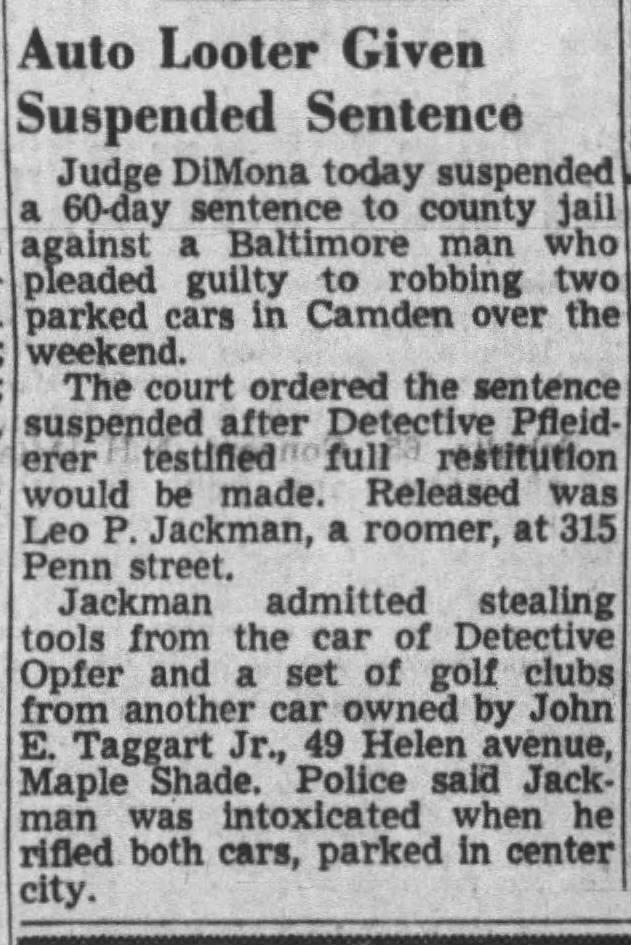 Auto Looter Given
Suspended Sentence
Judge DiMona today suspended
a 60-day sentence to county jail
against a Baltimore man who
pleaded guilty to robbing two
parked cars in Camden over the
weekend.
The court ordered the sentence
suspended after Detective Pfleid-
erer testified full restitution
would be made. Released was
Leo P. Jackman, a roomer, at 315
Penn street.
Jackman admitted stealing
tools from the car of Detective
Opfer and a set of golf clubs
from another car owned by John
E. Taggart Jr., 49 Helen avenue,
Maple Shade. Police said Jack-
man was intoxicated when he
rifled both cars, parked in center
city.